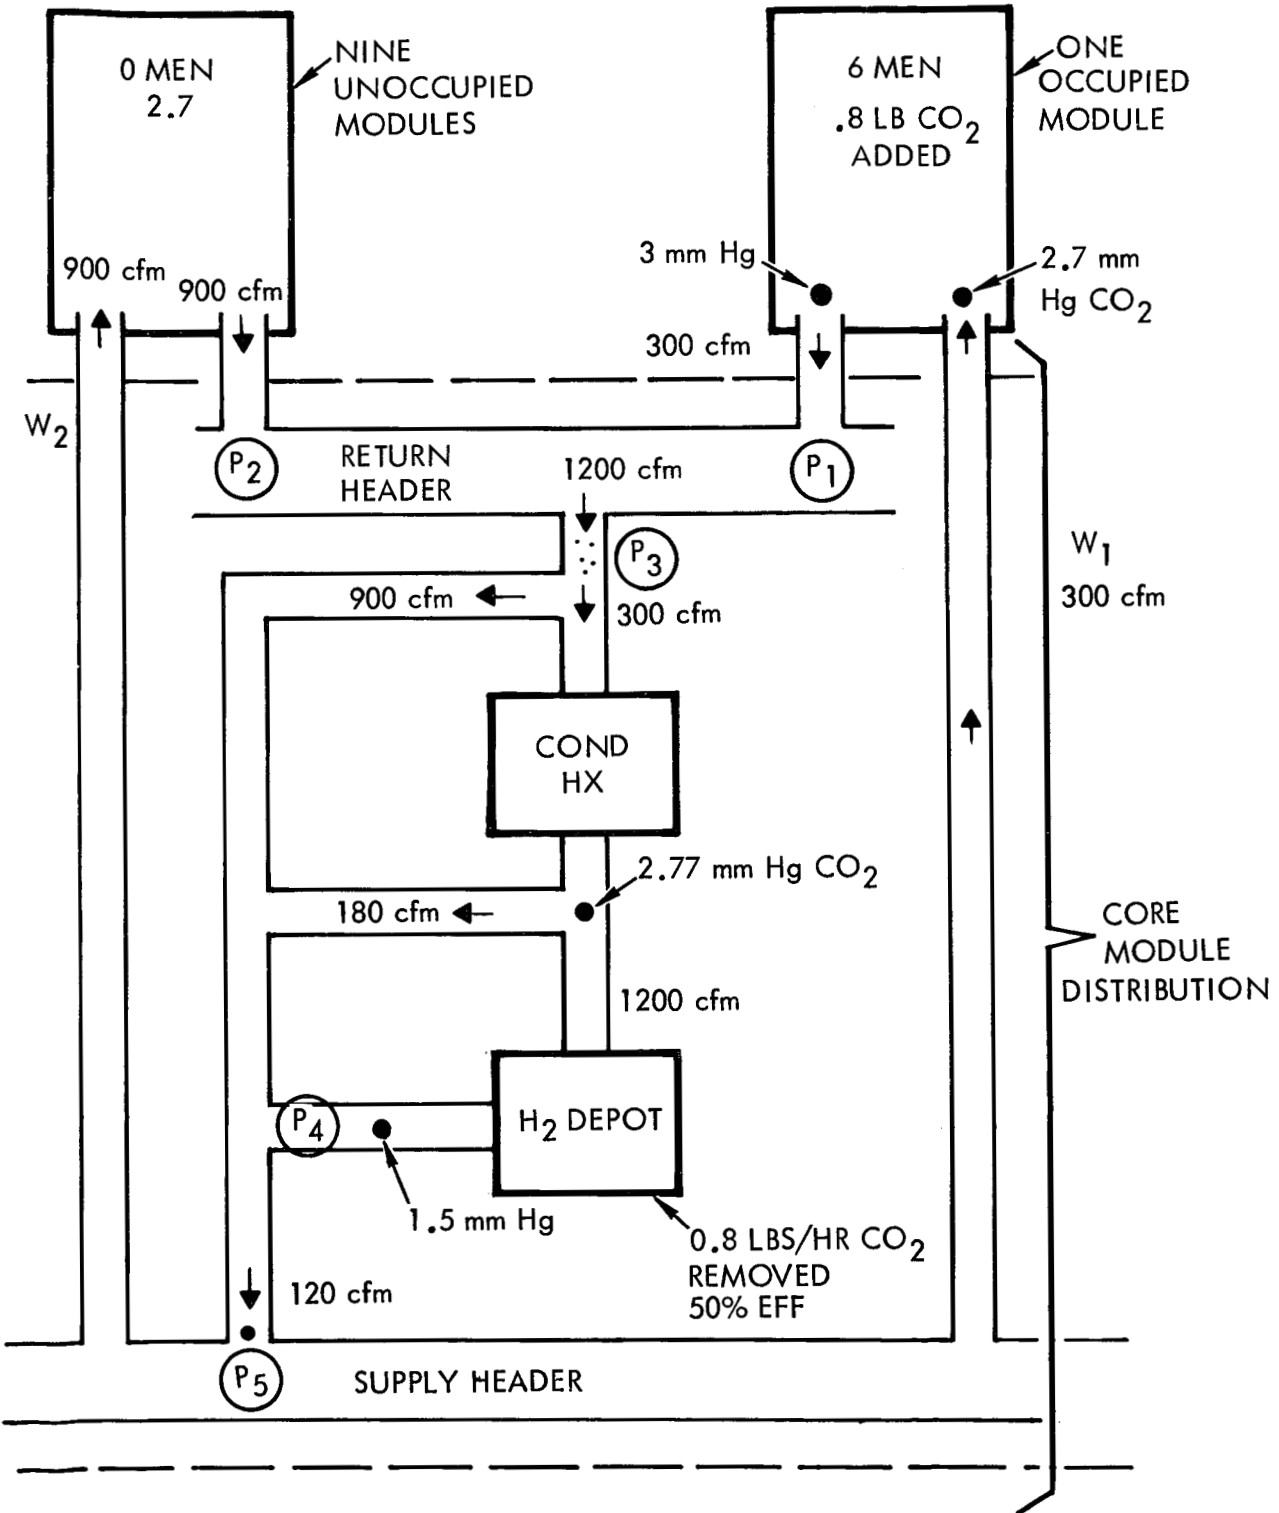 0 MEN
2.7
NINE
UNOCCUPIED
MODULES
6 MEN
.8 LB CO2
ADDED
ONE
OCCUPIED
MODULE
900 cfm
900 cfm
3 mm Hg
2.7 mm
Hg CO2
300 cfm
W2
P2
RETURN
HEADER
1200 cfm
P1
P3
W1
300 cfm
900 cfm
300 cfm
COND
HX
2.77 mm Hg CO2
180 cfm
CORE
MODULE
DISTRIBUTION
1200 cfm
P4
H2 DEPOT
1.5 mm Hg
0.8 LBS/HR CO2
REMOVED
50% EFF
120 cfm
P5
SUPPLY HEADER